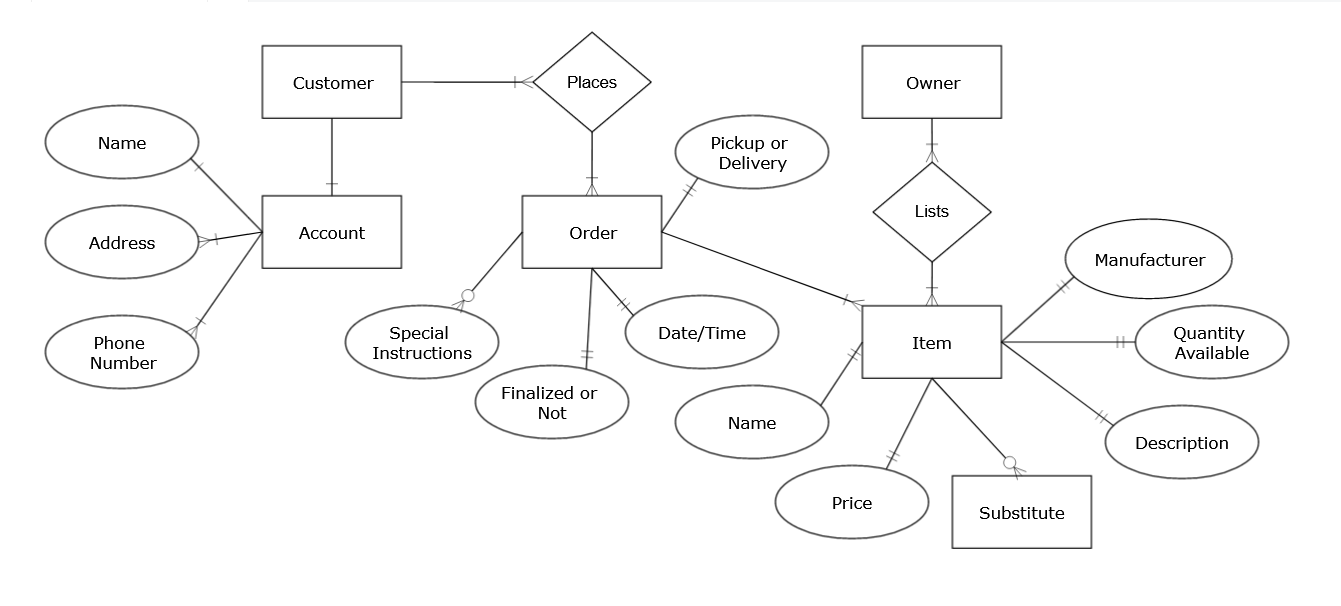 Customer
Places
Owner
Name
Pickup or
Delivery
Address
Account
Order
Lists
Manufacturer
Phone
Number
Special
Instructions
Date/Time
Item
Quantity
Available
Finalized or
Not
Name
Description
Price
Substitute